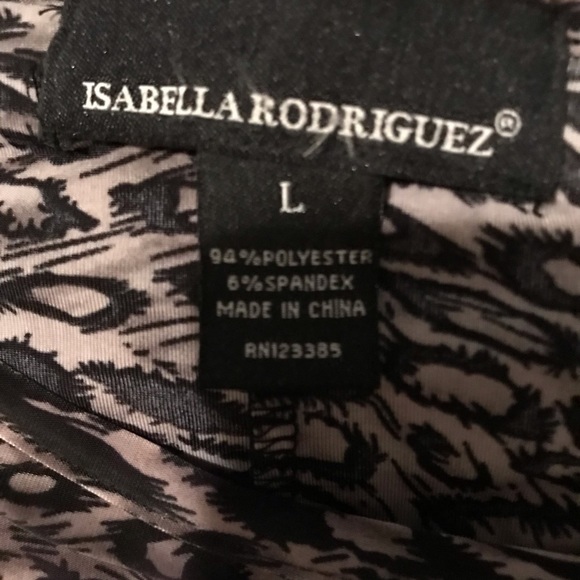 ISABELLA RODRIGUEZ®
L
94%POLYESTER
6%SPANDEX
MADE IN CHINA
RN123385